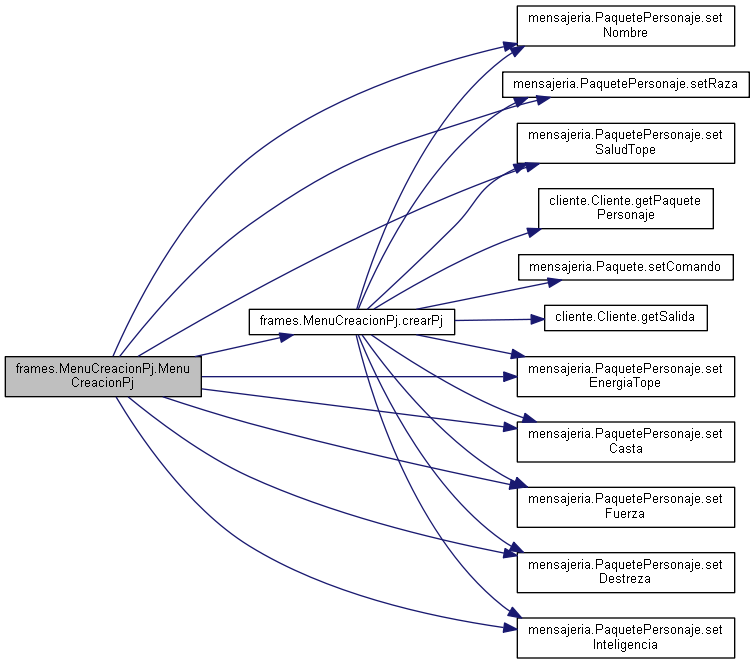 mensajeria.PaquetePersonaje.set
Nombre
mensajeria.PaquetePersonaje.setRaza
mensajeria.PaquetePersonaje.set
SaludTope
cliente.Cliente.getPaquete
Personaje
mensajeria.Paquete.setComando
frames.MenuCreacionPj.crearPj
cliente.Cliente.getSalida
frames.MenuCreacionPj.Menu
CreacionPj
mensajeria.PaquetePersonaje.set
EnergiaTope
mensajeria.PaquetePersonaje.set
Casta
mensajeria.PaquetePersonaje.set
Fuerza
mensajeria.PaquetePersonaje.set
Destreza
mensajeria.PaquetePersonaje.set
Inteligencia